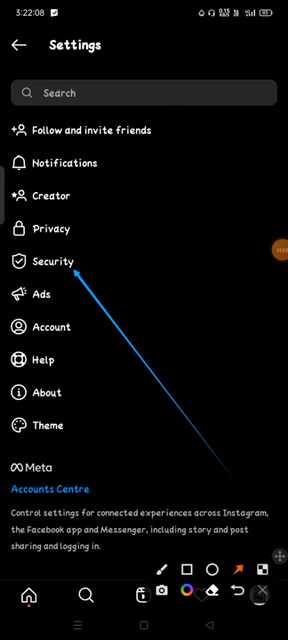 3:22:08
Settings
Search
Follow and invite friends
Notifications
Creator
Privacy
Security
Ads
Account
Help
About
Theme
Meta
Accounts Centre
Control settings for connected experiences across Instagram,
the Facebook app and Messenger, including story and post
sharing and logging in.